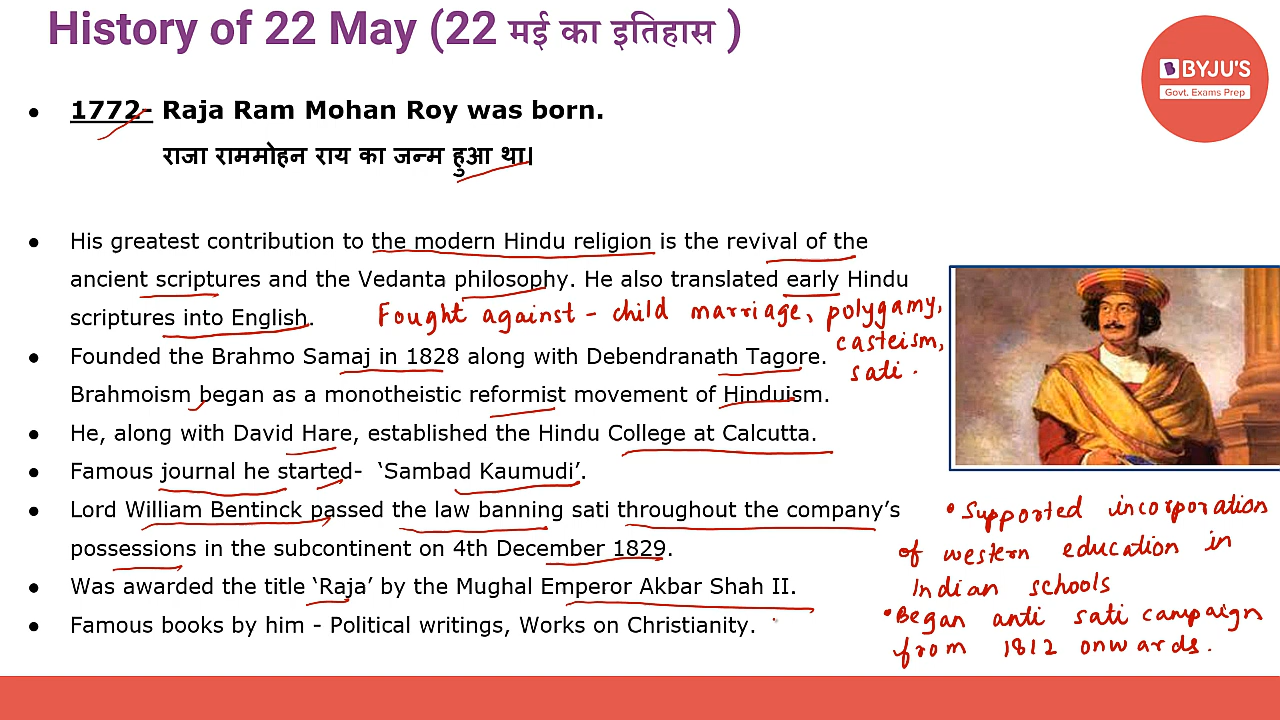 History of 22 May (22 मई का इतिहास )
BYJU'S
Govt. Exams Prep
● 1772- Raja Ram Mohan Roy was born.
राजा राममोहन राय का जन्म हुआ था।
● His greatest contribution to the modern Hindu religion is the revival of the
ancient scriptures and the Vedanta philosophy. He also translated early Hindu
scriptures into English.
Fought against - child marriage, polygamy,
casteism,
sati.
● Founded the Brahmo Samaj in 1828 along with Debendranath Tagore.
Brahmoism began as a monotheistic reformist movement of Hinduism.
● He, along with David Hare, established the Hindu College at Calcutta.
● Famous journal he started- ‘Sambad Kaumudi’.
● Lord William Bentinck passed the law banning sati throughout the company’s
possessions in the subcontinent on 4th December 1829.
● Was awarded the title ‘Raja’ by the Mughal Emperor Akbar Shah II.
● Famous books by him - Political writings, Works on Christianity.
• Supported incorporation
of western education in
Indian schools
• Began anti sati campaign
from 1812 onwards.